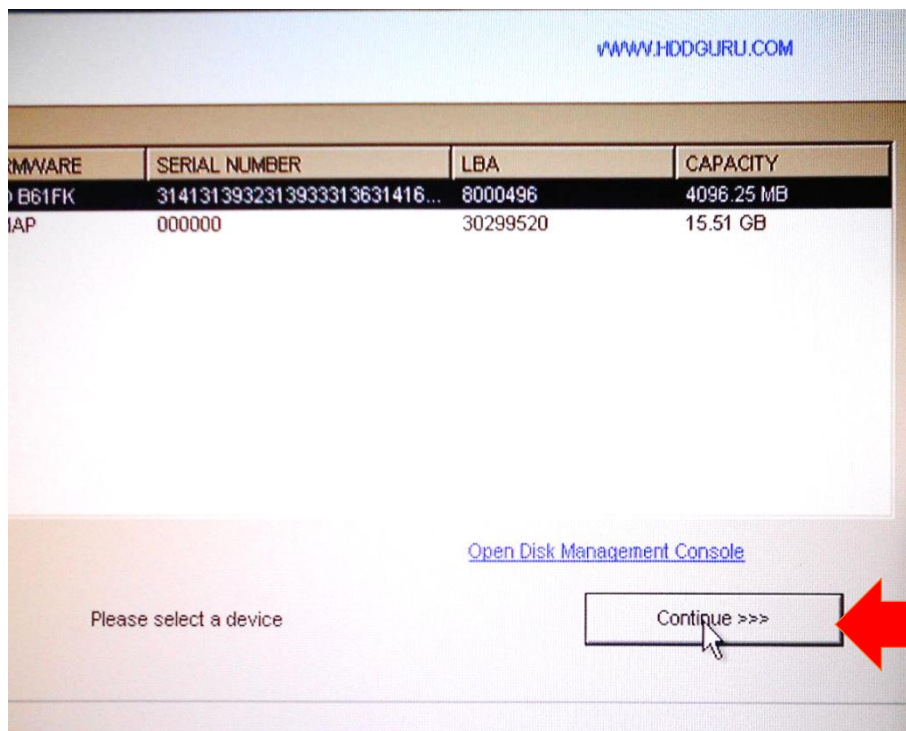 WWW.HDDGURU.COM
RMWARE SERIAL NUMBER LBA CAPACITY
B61FK 3141313932313933313631416... 8000496 4096.25 MB
1AP 000000 30299520 15.51 GB
Open Disk Management Console
Please select a device Continue >>>